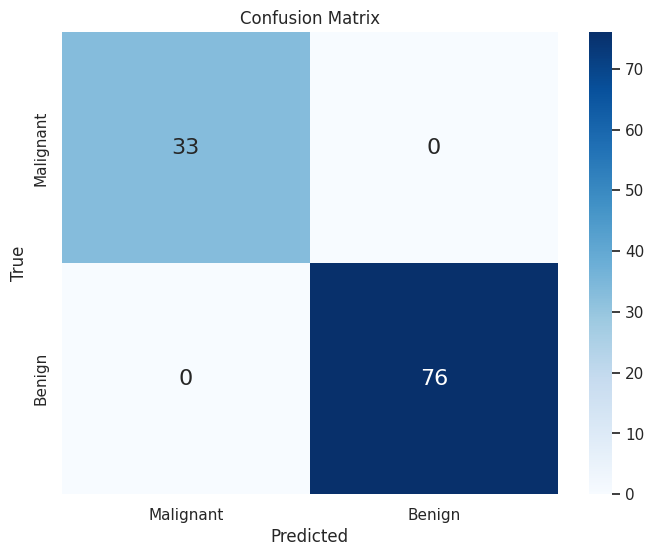 Confusion Matrix
True
Malignant
33
0
Benign
0
76
Malignant
Benign
Predicted
70
60
50
40
30
20
10
0